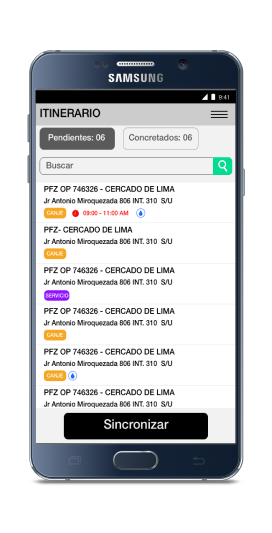 SAMSUNG
9:41
ITINERARIO
Pendientes: 06
Concretados: 06
Buscar
PFZ OP 746326 - CERCADO DE LIMA
Jr Antonio Miroquezada 806 INT. 310 S/U
CANJE
09:00 - 11:00 AM
PFZ- CERCADO DE LIMA
Jr Antonio Miroquezada 806 INT. 310 S/U
CANJE
PFZ OP 746326 - CERCADO DE LIMA
Jr Antonio Miroquezada 806 INT. 310 S/U
SERVICIO
PFZ OP 746326 - CERCADO DE LIMA
Jr Antonio Miroquezada 806 INT. 310 S/U
CANJE
PFZ OP 746326 - CERCADO DE LIMA
Jr Antonio Miroquezada 806 INT. 310 S/U
CANJE
PFZ OP 746326 - CERCADO DE LIMA
Jr Antonio Miroquezada 806 INT. 310 S/U
Sincronizar